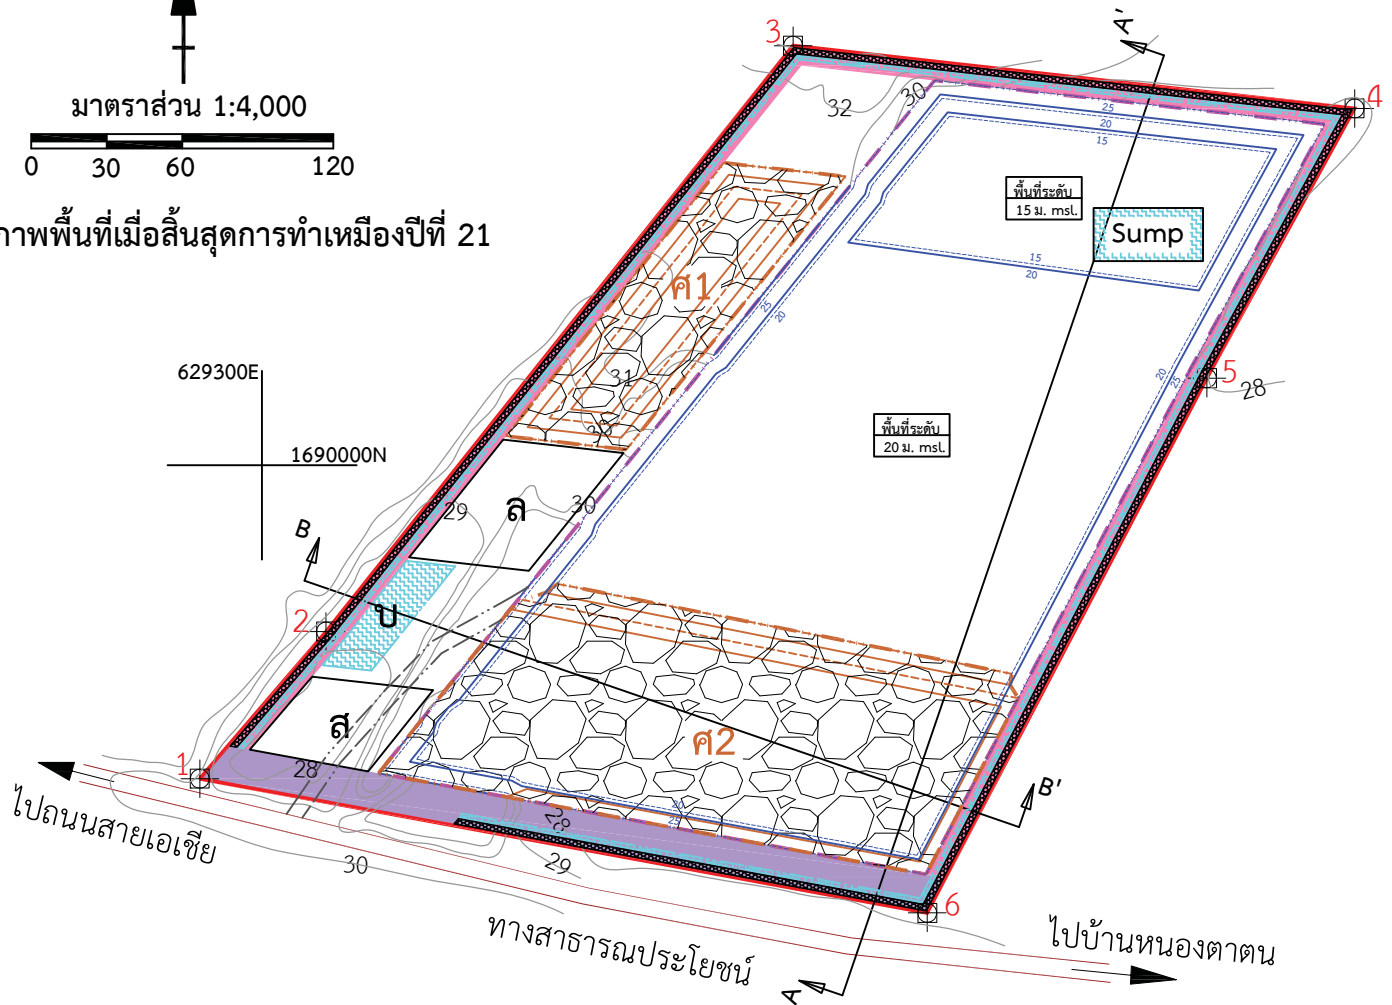 มาตราส่วน 1:4,000
0 30 60 120
ภาพพื้นที่เมื่อสิ้นสุดการทำเหมืองปีที่ 21
629300E
1690000N
A'
3
4
32
30
25
20
15
พื้นที่ระดับ
15 ม. msl.
Sump
15
20
ศ1
25
20
31
30
5
28
20
25
พื้นที่ระดับ
20 ม. msl.
29
ล
30
B
2
บ
ส
ศ2
1
28
B'
20
25
28
29
30
6
ไปถนนสายเอเชีย
ทางสาธารณประโยชน์
ไปบ้านหนองตาตน
A